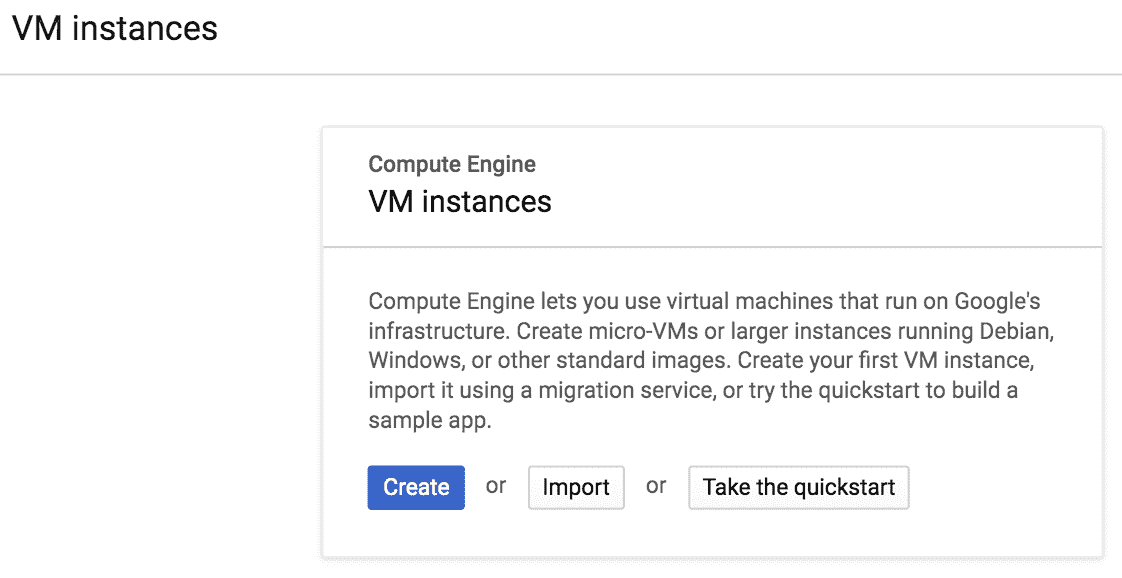 VM instances
Compute Engine
VM instances
Compute Engine lets you use virtual machines that run on Google's
infrastructure. Create micro-VMs or larger instances running Debian,
Windows, or other standard images. Create your first VM instance,
import it using a migration service, or try the quickstart to build a
sample app.
Create or Import or Take the quickstart